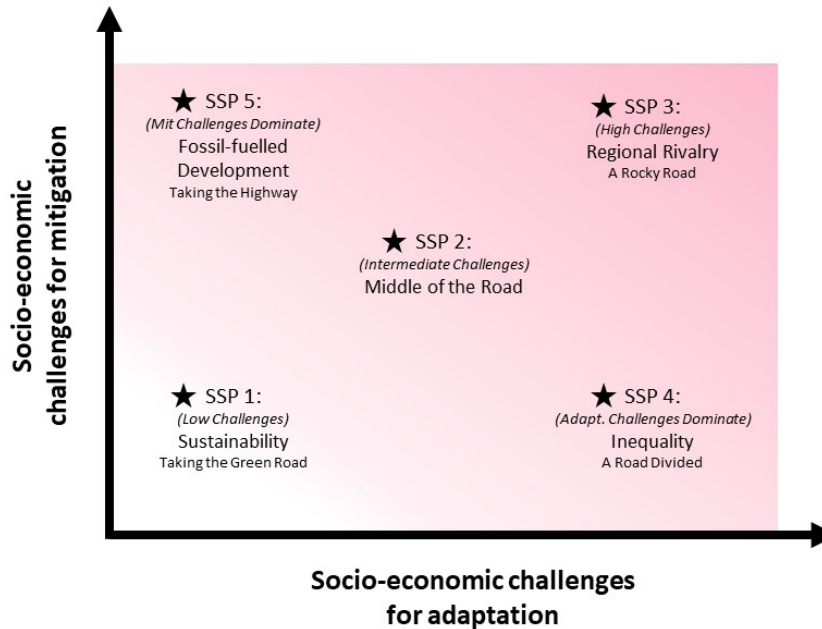 Socio-economic
challenges for mitigation
SSP 5:
(Mit Challenges Dominate)
Fossil-fuelled
Development
Taking the Highway
SSP 3:
(High Challenges)
Regional Rivalry
A Rocky Road
SSP 2:
(Intermediate Challenges)
Middle of the Road
SSP 1:
(Low Challenges)
Sustainability
Taking the Green Road
SSP 4:
(Adapt. Challenges Dominate)
Inequality
A Road Divided
Socio-economic challenges
for adaptation